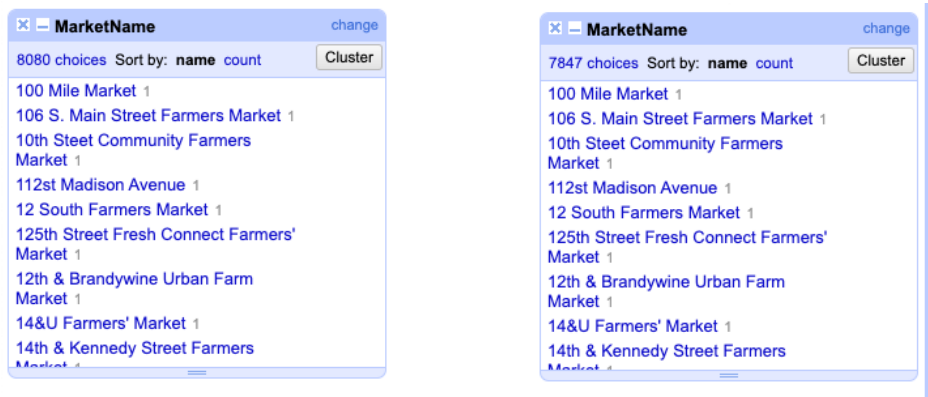 MarketName change
8080 choices Sort by: name count Cluster
100 Mile Market 1
106 S. Main Street Farmers Market 1
10th Steet Community Farmers
Market 1
112st Madison Avenue 1
12 South Farmers Market 1
125th Street Fresh Connect Farmers'
Market 1
12th & Brandywine Urban Farm
Market 1
14&U Farmers' Market 1
14th & Kennedy Street Farmers
Market 1
MarketName change
7847 choices Sort by: name count Cluster
100 Mile Market 1
106 S. Main Street Farmers Market 1
10th Steet Community Farmers
Market 1
112st Madison Avenue 1
12 South Farmers Market 1
125th Street Fresh Connect Farmers'
Market 1
12th & Brandywine Urban Farm
Market 1
14&U Farmers' Market 1
14th & Kennedy Street Farmers
Market 1